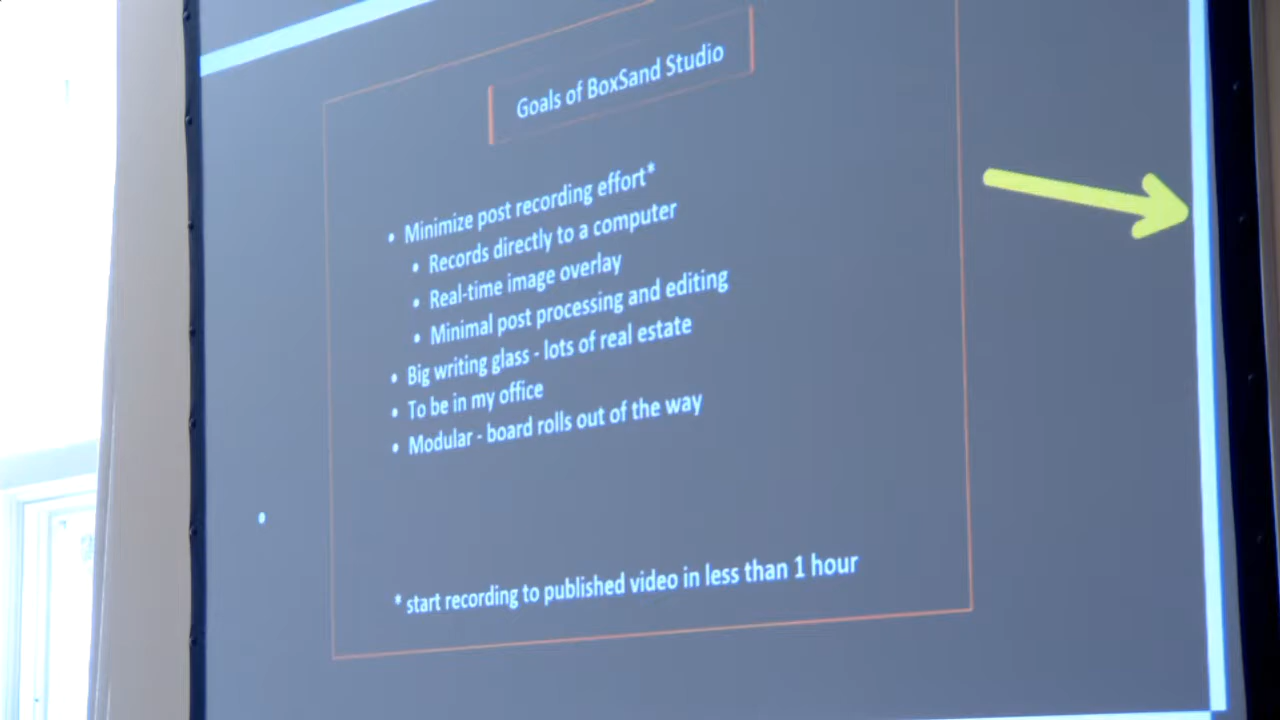 Goals of BoxSand Studio
• Minimize post recording effort*
• Records directly to a computer
• Real-time image overlay
• Minimal post processing and editing
• Big writing glass - lots of real estate
• To be in my office
• Modular - board rolls out of the way
* start recording to published video in less than 1 hour